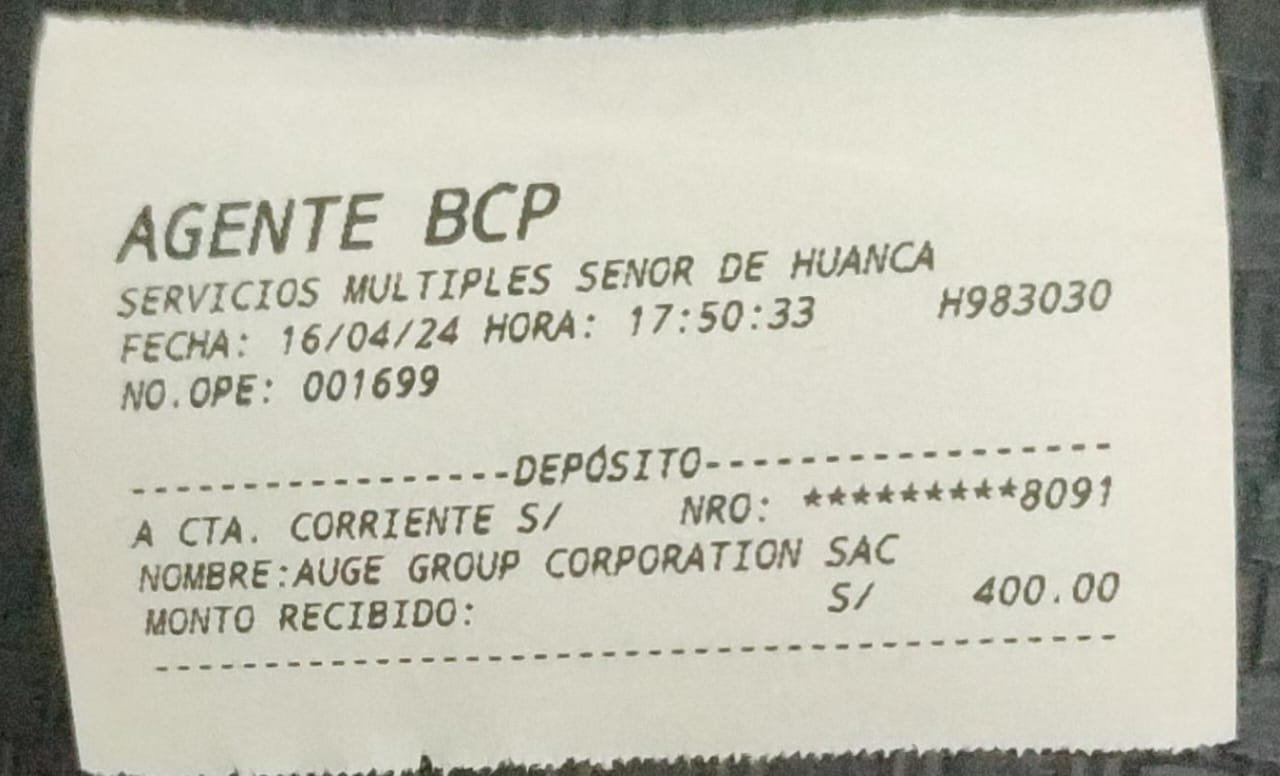 AGENTE BCP
SERVICIOS MULTIPLES SENOR DE HUANCA
FECHA: 16/04/24 HORA: 17:50:33 H983030
NO.OPE: 001699
-----------------DEPÓSITO------------------
A CTA. CORRIENTE S/ NRO: *********8091
NOMBRE:AUGE GROUP CORPORATION SAC
MONTO RECIBIDO: S/ 400.00
-------------------------------------------